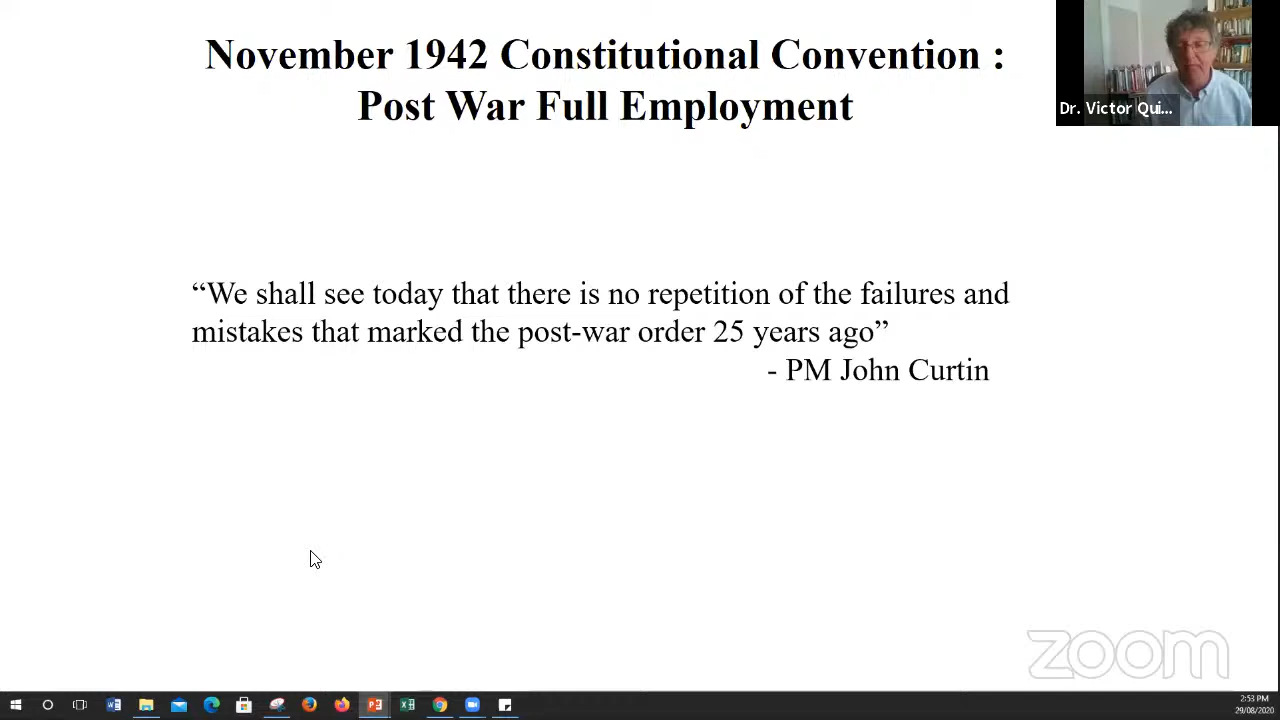 November 1942 Constitutional Convention :
Post War Full Employment
Dr. Victor Qui...
“We shall see today that there is no repetition of the failures and
mistakes that marked the post-war order 25 years ago”
- PM John Curtin
zoom
2:53 PM
29/08/2020